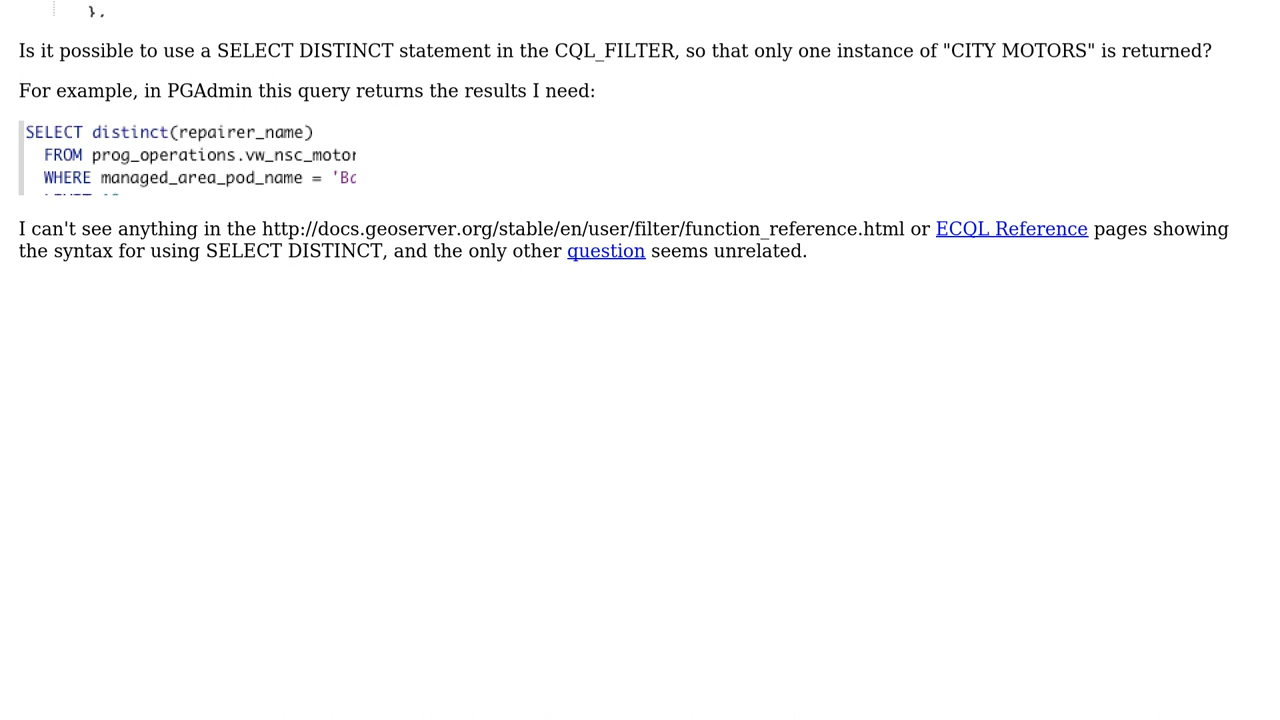 },
Is it possible to use a SELECT DISTINCT statement in the CQL_FILTER, so that only one instance of "CITY MOTORS" is returned?
For example, in PGAdmin this query returns the results I need:
SELECT distinct(repairer_name)
FROM prog_operations.vw_nsc_motor
WHERE managed_area_pod_name = 'Bo
I can't see anything in the http://docs.geoserver.org/stable/en/user/filter/function_reference.html or ECQL Reference pages showing
the syntax for using SELECT DISTINCT, and the only other question seems unrelated.